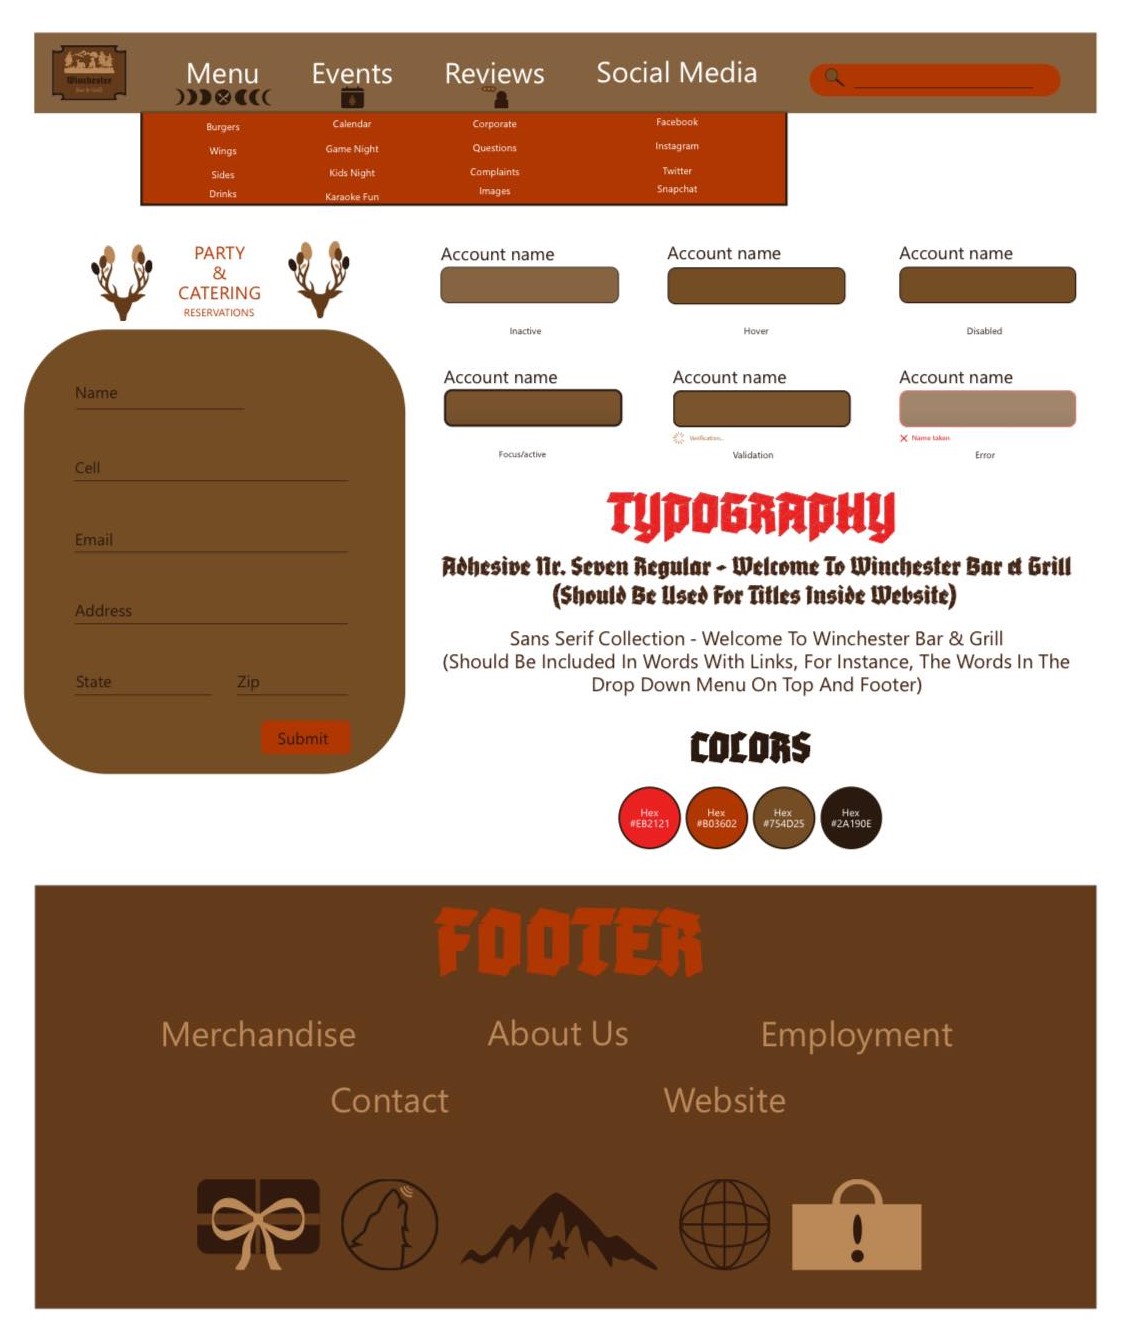 Winchester
Bar & Grill
Menu
Events
Reviews
Social Media
Burgers
Wings
Sides
Drinks
Calendar
Game Night
Kids Night
Karaoke Fun
Corporate
Questions
Complaints
Images
Facebook
Instagram
Twitter
Snapchat
PARTY
&
CATERING
RESERVATIONS
Name
Cell
Email
Address
State Zip
Submit
Account name
Inactive
Account name
Hover
Account name
Disabled
Account name
Focus/active
Account name
Verification...
Validation
Account name
Name taken
Error
TYPOGRAPHY
Adhesive Nr. Seven Regular - Welcome To Winchester Bar & Grill
(Should Be Used For Titles Inside Website)
Sans Serif Collection - Welcome To Winchester Bar & Grill
(Should Be Included In Words With Links, For Instance, The Words In The
Drop Down Menu On Top And Footer)
COLORS
Hex
#EB2121
Hex
#B03602
Hex
#754D25
Hex
#2A190E
FOOTER
Merchandise
About Us
Employment
Contact
Website